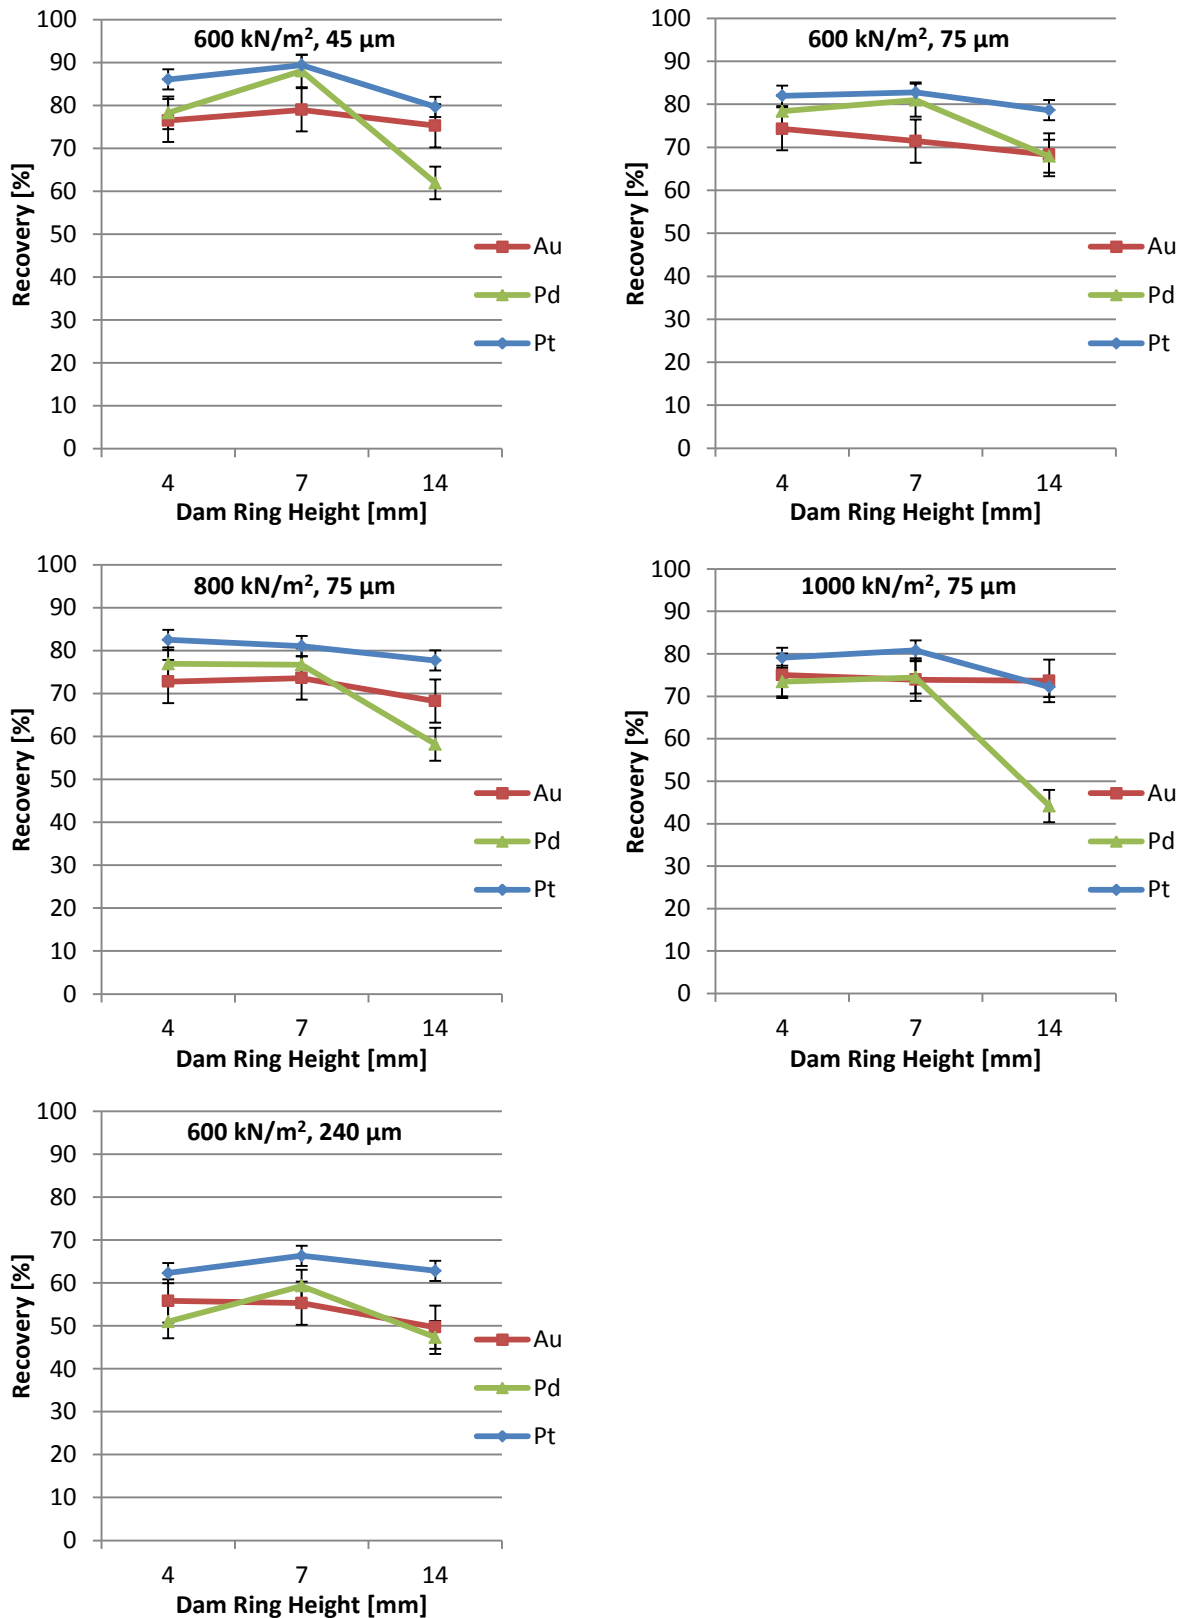 600 kN/m², 45 µm
100
90
80
70
60
50
40
30
20
10
0
Recovery [%]
4 7 14
Dam Ring Height [mm]
Au
Pd
Pt
600 kN/m², 75 µm
100
90
80
70
60
50
40
30
20
10
0
Recovery [%]
4 7 14
Dam Ring Height [mm]
Au
Pd
Pt
800 kN/m², 75 µm
100
90
80
70
60
50
40
30
20
10
0
Recovery [%]
4 7 14
Dam Ring Height [mm]
Au
Pd
Pt
1000 kN/m², 75 µm
100
90
80
70
60
50
40
30
20
10
0
Recovery [%]
4 7 14
Dam Ring Height [mm]
Au
Pd
Pt
600 kN/m², 240 µm
100
90
80
70
60
50
40
30
20
10
0
Recovery [%]
4 7 14
Dam Ring Height [mm]
Au
Pd
Pt